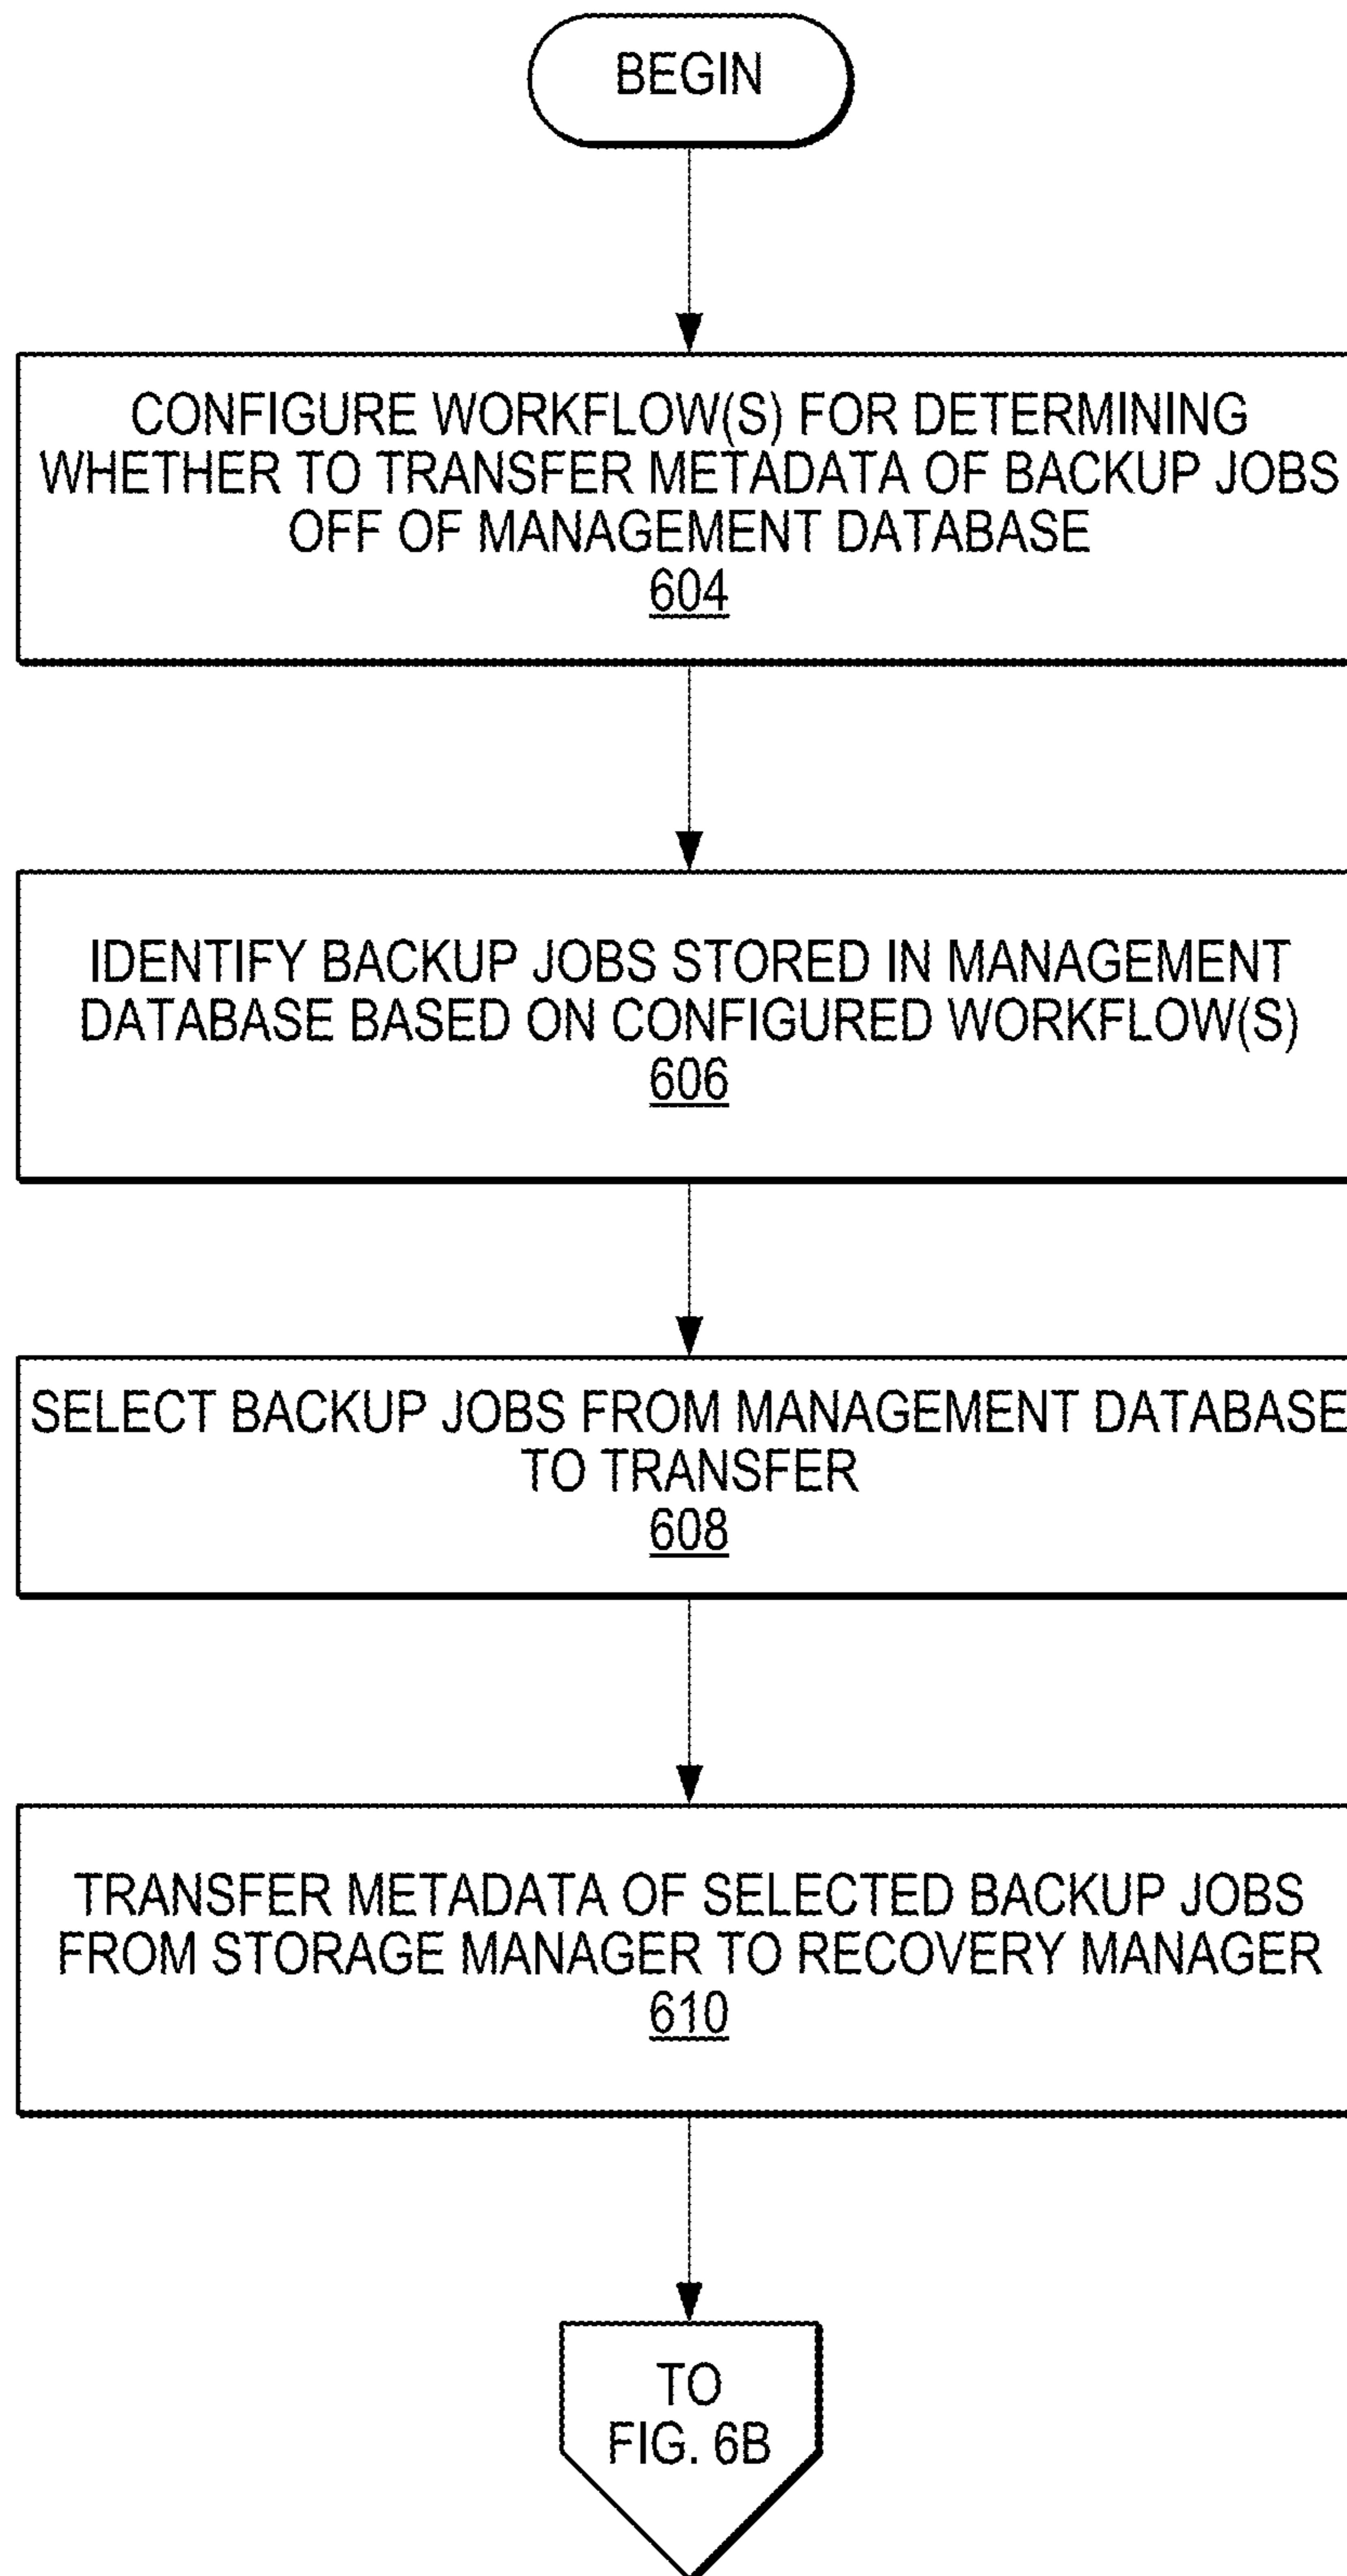 BEGIN
CONFIGURE WORKFLOW(S) FOR DETERMINING
WHETHER TO TRANSFER METADATA OF BACKUP JOBS
OFF OF MANAGEMENT DATABASE
604
IDENTIFY BACKUP JOBS STORED IN MANAGEMENT
DATABASE BASED ON CONFIGURED WORKFLOW(S)
606
SELECT BACKUP JOBS FROM MANAGEMENT DATABASE
TO TRANSFER
608
TRANSFER METADATA OF SELECTED BACKUP JOBS
FROM STORAGE MANAGER TO RECOVERY MANAGER
610
TO
FIG. 6B